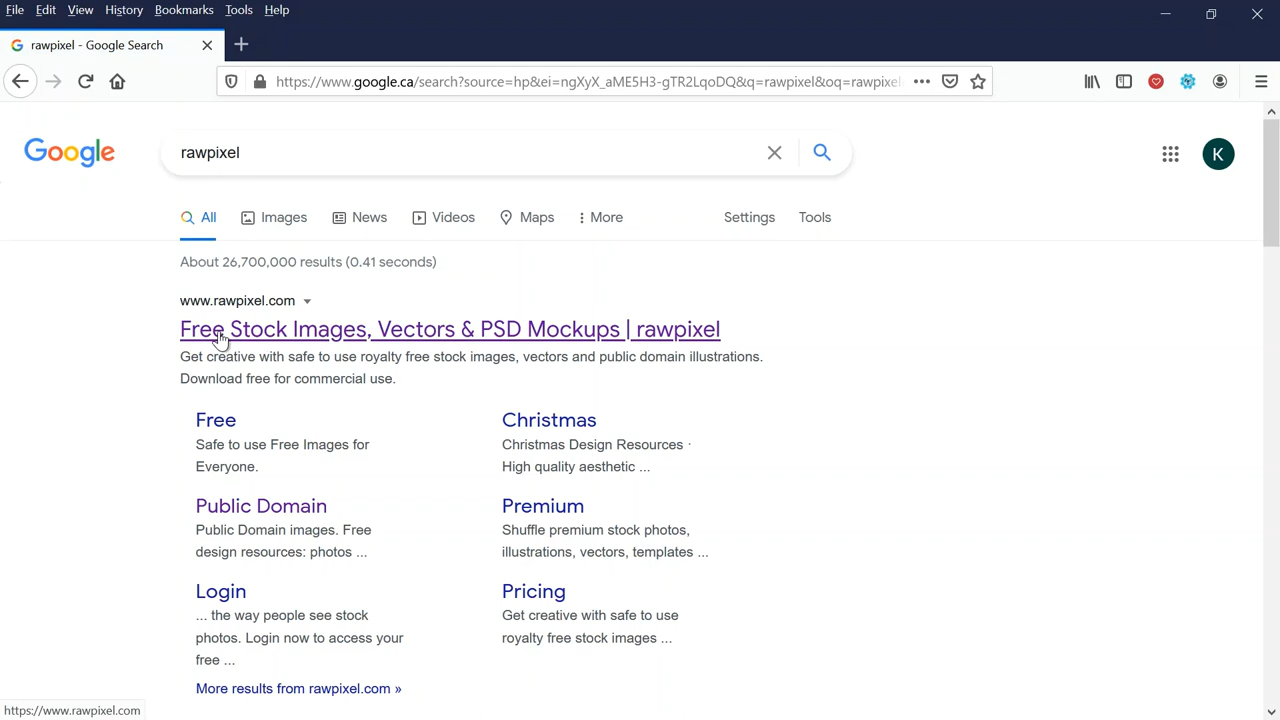 File Edit View History Bookmarks Tools Help
rawpixel - Google Search
https://www.google.ca/search?source=hp&ei=ngXyX_aME5H3-gTR2LqoDQ&q=rawpixel&oq=rawpixel
Google
rawpixel
K
All Images News Videos Maps More Settings Tools
About 26,700,000 results (0.41 seconds)
www.rawpixel.com
Free Stock Images, Vectors & PSD Mockups | rawpixel
Get creative with safe to use royalty free stock images, vectors and public domain illustrations.
Download free for commercial use.
Free
Safe to use Free Images for
Everyone.
Christmas
Christmas Design Resources ·
High quality aesthetic ...
Public Domain
Public Domain images. Free
design resources: photos ...
Premium
Shuffle premium stock photos,
illustrations, vectors, templates ...
Login
... the way people see stock
photos. Login now to access your
free ...
Pricing
Get creative with safe to use
royalty free stock images ...
More results from rawpixel.com »
https://www.rawpixel.com